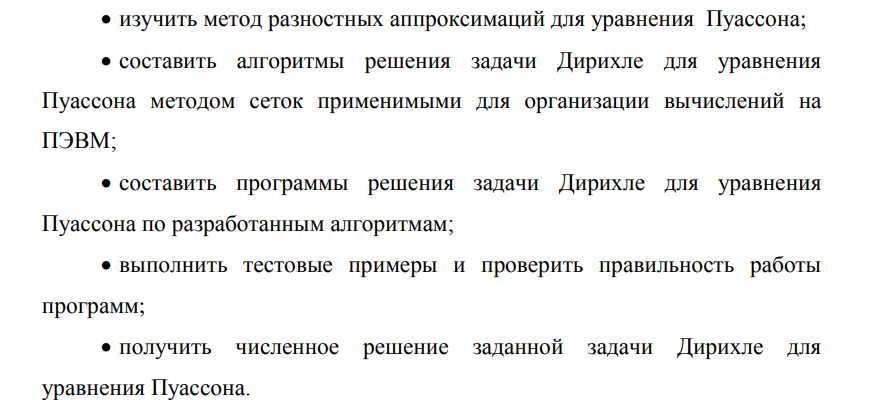 • изучить метод разностных аппроксимаций для уравнения Пуассона;
• составить алгоритмы решения задачи Дирихле для уравнения
Пуассона методом сеток применимыми для организации вычислений на
ПЭВМ;
• составить программы решения задачи Дирихле для уравнения
Пуассона по разработанным алгоритмам;
• выполнить тестовые примеры и проверить правильность работы
программ;
• получить численное решение заданной задачи Дирихле для
уравнения Пуассона.